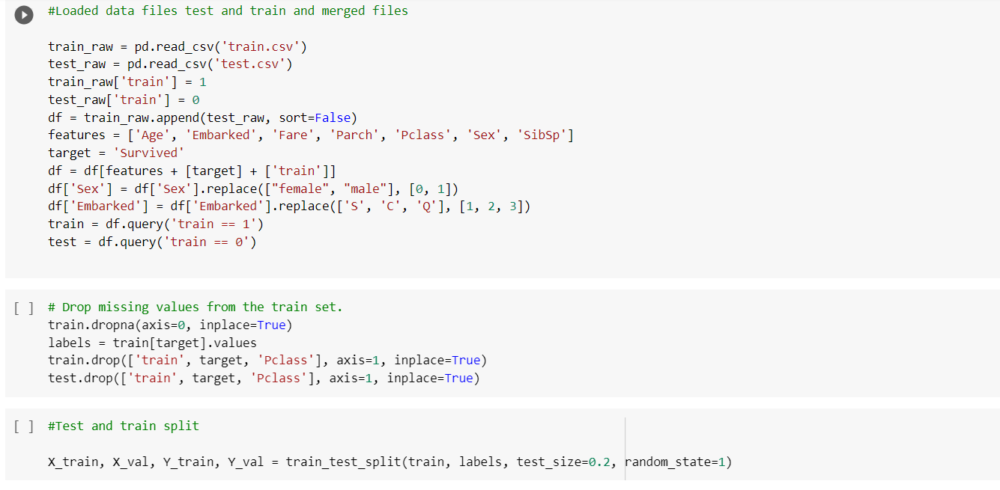 #Loaded data files test and train and merged files
train_raw = pd.read_csv('train.csv')
test_raw = pd.read_csv('test.csv')
train_raw['train'] = 1
test_raw['train'] = 0
df = train_raw.append(test_raw, sort=False)
features = ['Age', 'Embarked', 'Fare', 'Parch', 'Pclass', 'Sex', 'SibSp']
target = 'Survived'
df = df[features + [target] + ['train']]
df['Sex'] = df['Sex'].replace(["female", "male"], [0, 1])
df['Embarked'] = df['Embarked'].replace(['S', 'C', 'Q'], [1, 2, 3])
train = df.query('train == 1')
test = df.query('train == 0')
[ ] # Drop missing values from the train set.
train.dropna(axis=0, inplace=True)
labels = train[target].values
train.drop(['train', target, 'Pclass'], axis=1, inplace=True)
test.drop(['train', target, 'Pclass'], axis=1, inplace=True)
[ ] #Test and train split
X_train, X_val, Y_train, Y_val = train_test_split(train, labels, test_size=0.2, random_state=1)